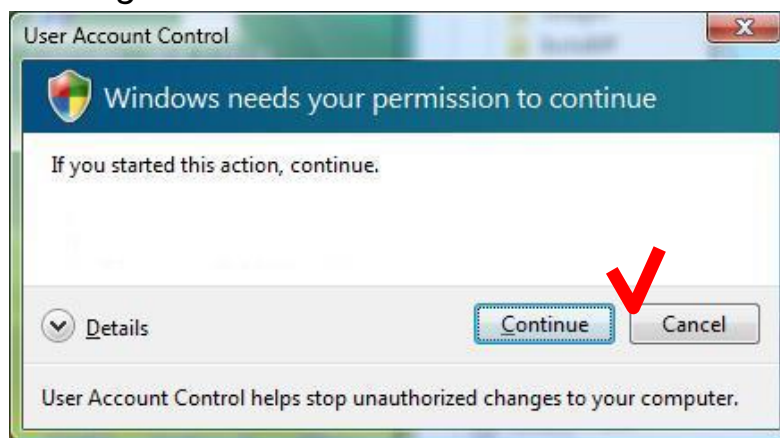 User Account Control
Windows needs your permission to continue
If you started this action, continue.
Details
Continue Cancel
User Account Control helps stop unauthorized changes to your computer.